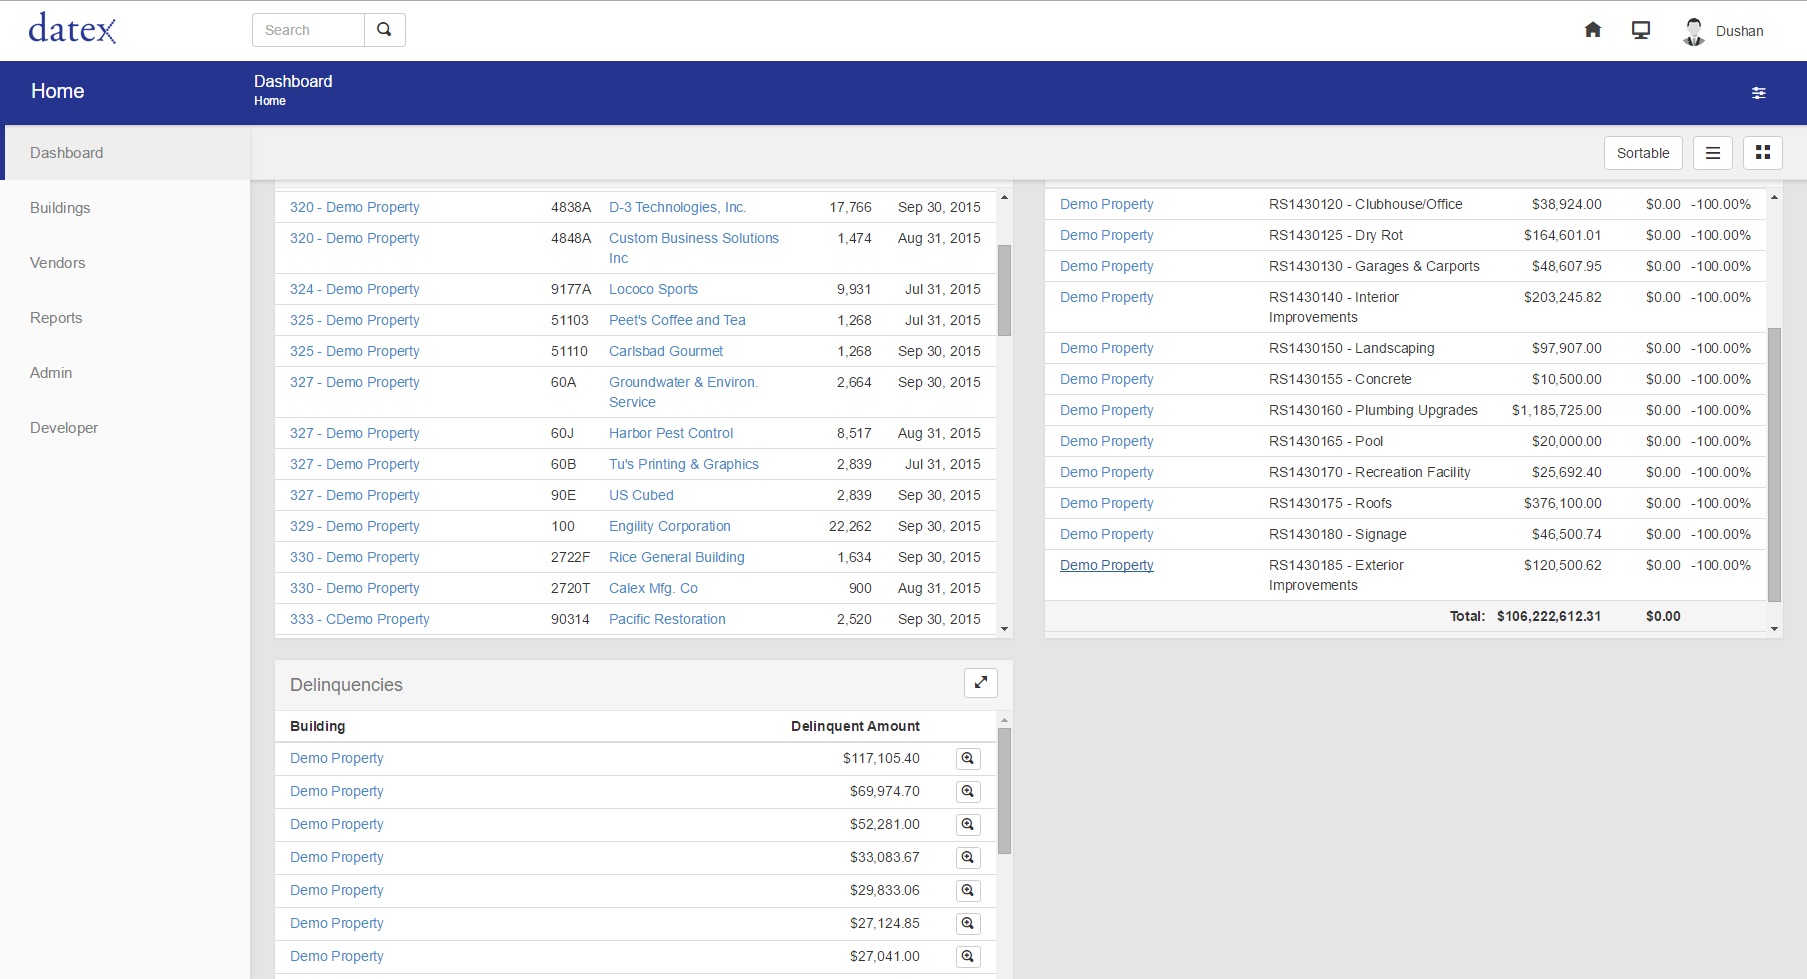 datex
Search
Dushan
Home
Dashboard
Home
Dashboard
Buildings
Vendors
Reports
Admin
Developer
Sortable
320 - Demo Property 4838A D-3 Technologies, Inc. 17,766 Sep 30, 2015
320 - Demo Property 4848A Custom Business Solutions 1,474 Aug 31, 2015
Inc
324 - Demo Property 9177A Lococo Sports 9,931 Jul 31, 2015
325 - Demo Property 51103 Peet's Coffee and Tea 1,268 Jul 31, 2015
325 - Demo Property 51110 Carlsbad Gourmet 1,268 Sep 30, 2015
327 - Demo Property 60A Groundwater & Environ. 2,664 Sep 30, 2015
Service
327 - Demo Property 60J Harbor Pest Control 8,517 Aug 31, 2015
327 - Demo Property 60B Tu's Printing & Graphics 2,839 Jul 31, 2015
327 - Demo Property 90E US Cubed 2,839 Sep 30, 2015
329 - Demo Property 100 Engility Corporation 22,262 Sep 30, 2015
330 - Demo Property 2722F Rice General Building 1,634 Sep 30, 2015
330 - Demo Property 2720T Calex Mfg. Co 900 Aug 31, 2015
333 - CDemo Property 90314 Pacific Restoration 2,520 Sep 30, 2015
Demo Property RS1430120 - Clubhouse/Office $38,924.00 $0.00 -100.00%
Demo Property RS1430125 - Dry Rot $164,601.01 $0.00 -100.00%
Demo Property RS1430130 - Garages & Carports $48,607.95 $0.00 -100.00%
Demo Property RS1430140 - Interior $203,245.82 $0.00 -100.00%
Improvements
Demo Property RS1430150 - Landscaping $97,907.00 $0.00 -100.00%
Demo Property RS1430155 - Concrete $10,500.00 $0.00 -100.00%
Demo Property RS1430160 - Plumbing Upgrades $1,185,725.00 $0.00 -100.00%
Demo Property RS1430165 - Pool $20,000.00 $0.00 -100.00%
Demo Property RS1430170 - Recreation Facility $25,692.40 $0.00 -100.00%
Demo Property RS1430175 - Roofs $376,100.00 $0.00 -100.00%
Demo Property RS1430180 - Signage $46,500.74 $0.00 -100.00%
Demo Property RS1430185 - Exterior $120,500.62 $0.00 -100.00%
Improvements
Total: $106,222,612.31 $0.00
Delinquencies
Building Delinquent Amount
Demo Property $117,105.40
Demo Property $69,974.70
Demo Property $52,281.00
Demo Property $33,083.67
Demo Property $29,833.06
Demo Property $27,124.85
Demo Property $27,041.00